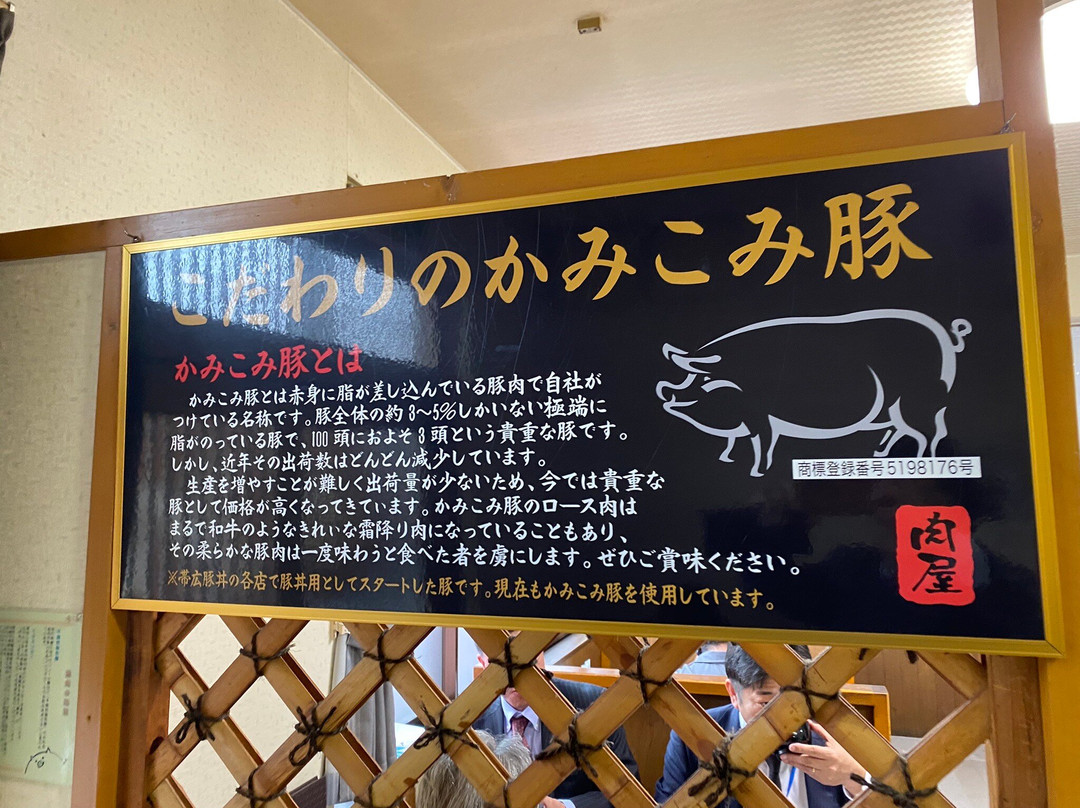 こだわりのかみこみ豚
かみこみ豚とは
かみこみ豚とは赤身に脂が差し込んでいる豚肉で自社が
つけている名称です。豚全体の約3～5%しかいない極端に
脂がのっている豚で、100頭におよそ3頭という貴重な豚です。
しかし、近年その出荷数はどんどん減少しています。
生産を増やすことが難しく出荷量が少ないため、今では貴重な
豚として価格が高くなってきています。かみこみ豚のロース肉は
まるで和牛のようなきれいな霜降り肉になっていることもあり、
その柔らかな豚肉は一度味わうと食べた者を虜にします。ぜひご賞味ください。
※帯広豚丼の各店で豚丼用としてスタートした豚です。現在もかみこみ豚を使用しています。
商標登録番号5198176号
肉屋